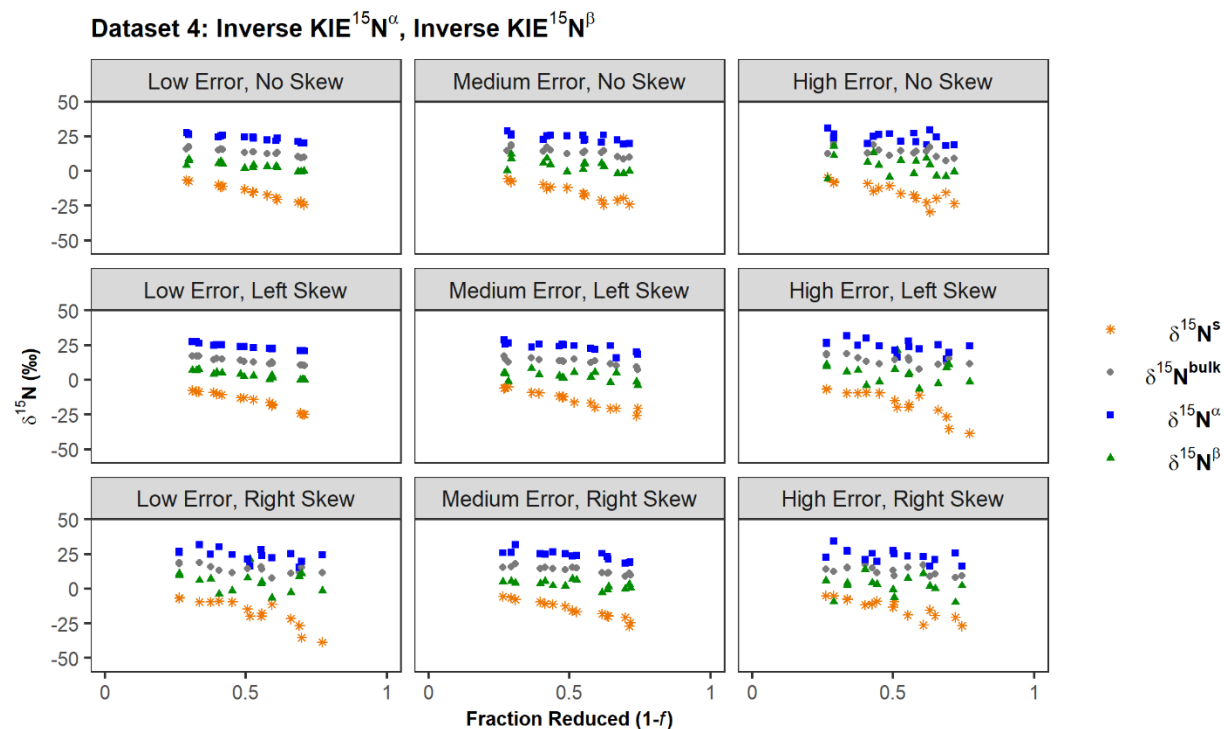 Dataset 4: Inverse KIE¹⁵Nᵅ, Inverse KIE¹⁵Nᵝ
Low Error, No Skew
Medium Error, No Skew
High Error, No Skew
50
25
0
-25
-50
Low Error, Left Skew
Medium Error, Left Skew
High Error, Left Skew
50
25
0
-25
-50
δ¹⁵N (‰)
δ¹⁵Nˢ
δ¹⁵Nᵇᵘˡᵏ
δ¹⁵Nᵅ
δ¹⁵Nᵝ
Low Error, Right Skew
Medium Error, Right Skew
High Error, Right Skew
50
25
0
-25
-50
0 0.5 1 0 0.5 1 0 0.5 1
Fraction Reduced (1-f)